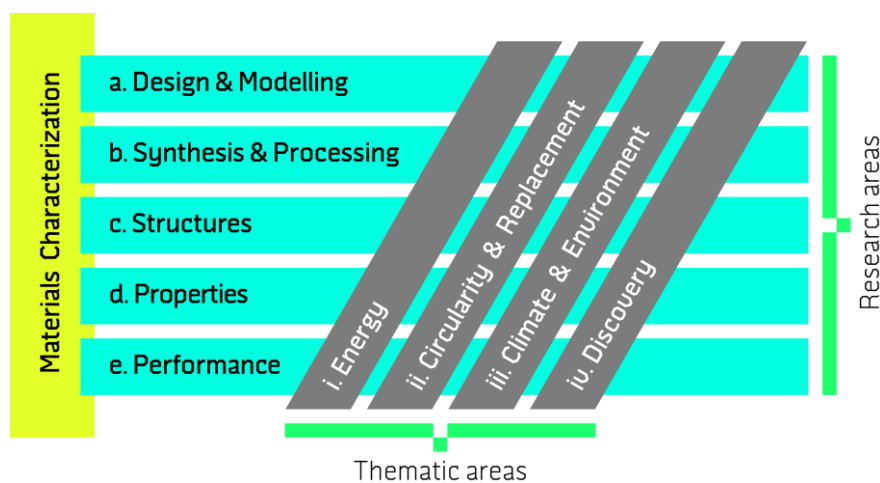 Materials Characterization
a. Design & Modelling
b. Synthesis & Processing
c. Structures
d. Properties
e. Performance
i. Energy
ii. Circularity & Replacement
iii. Climate & Environment
iv. Discovery
Research areas
Thematic areas